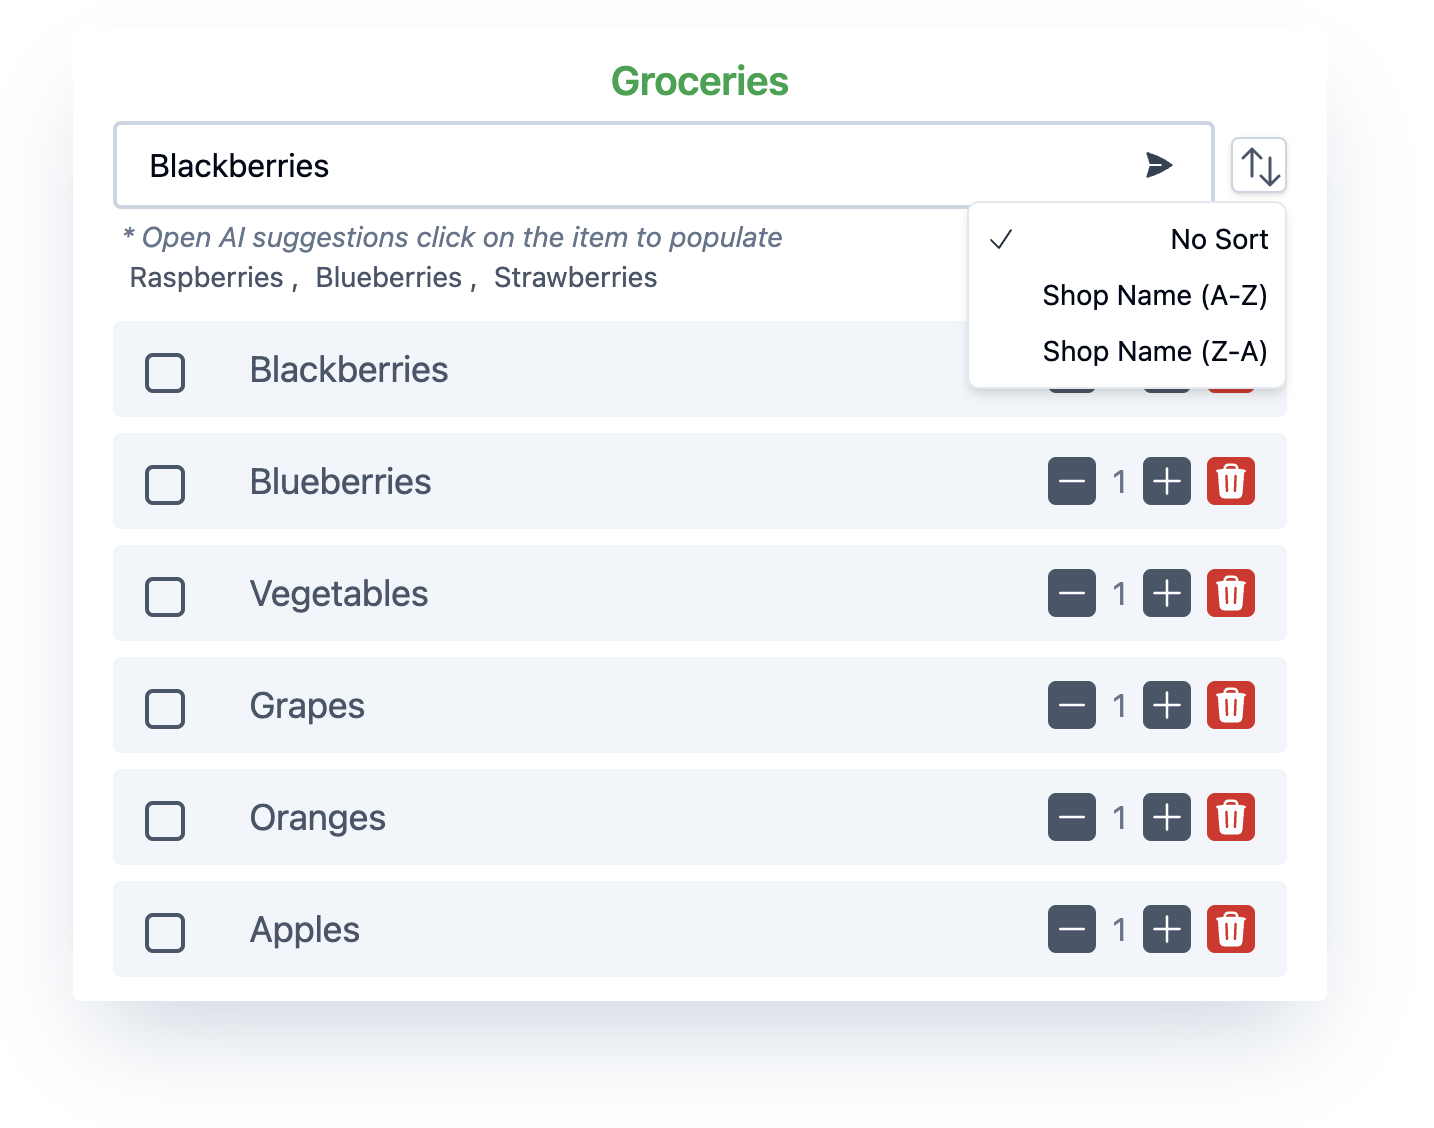 Groceries
Blackberries
* Open AI suggestions click on the item to populate
Raspberries , Blueberries , Strawberries
No Sort
Shop Name (A-Z)
Shop Name (Z-A)
Blackberries
Blueberries 1
Vegetables 1
Grapes 1
Oranges 1
Apples 1